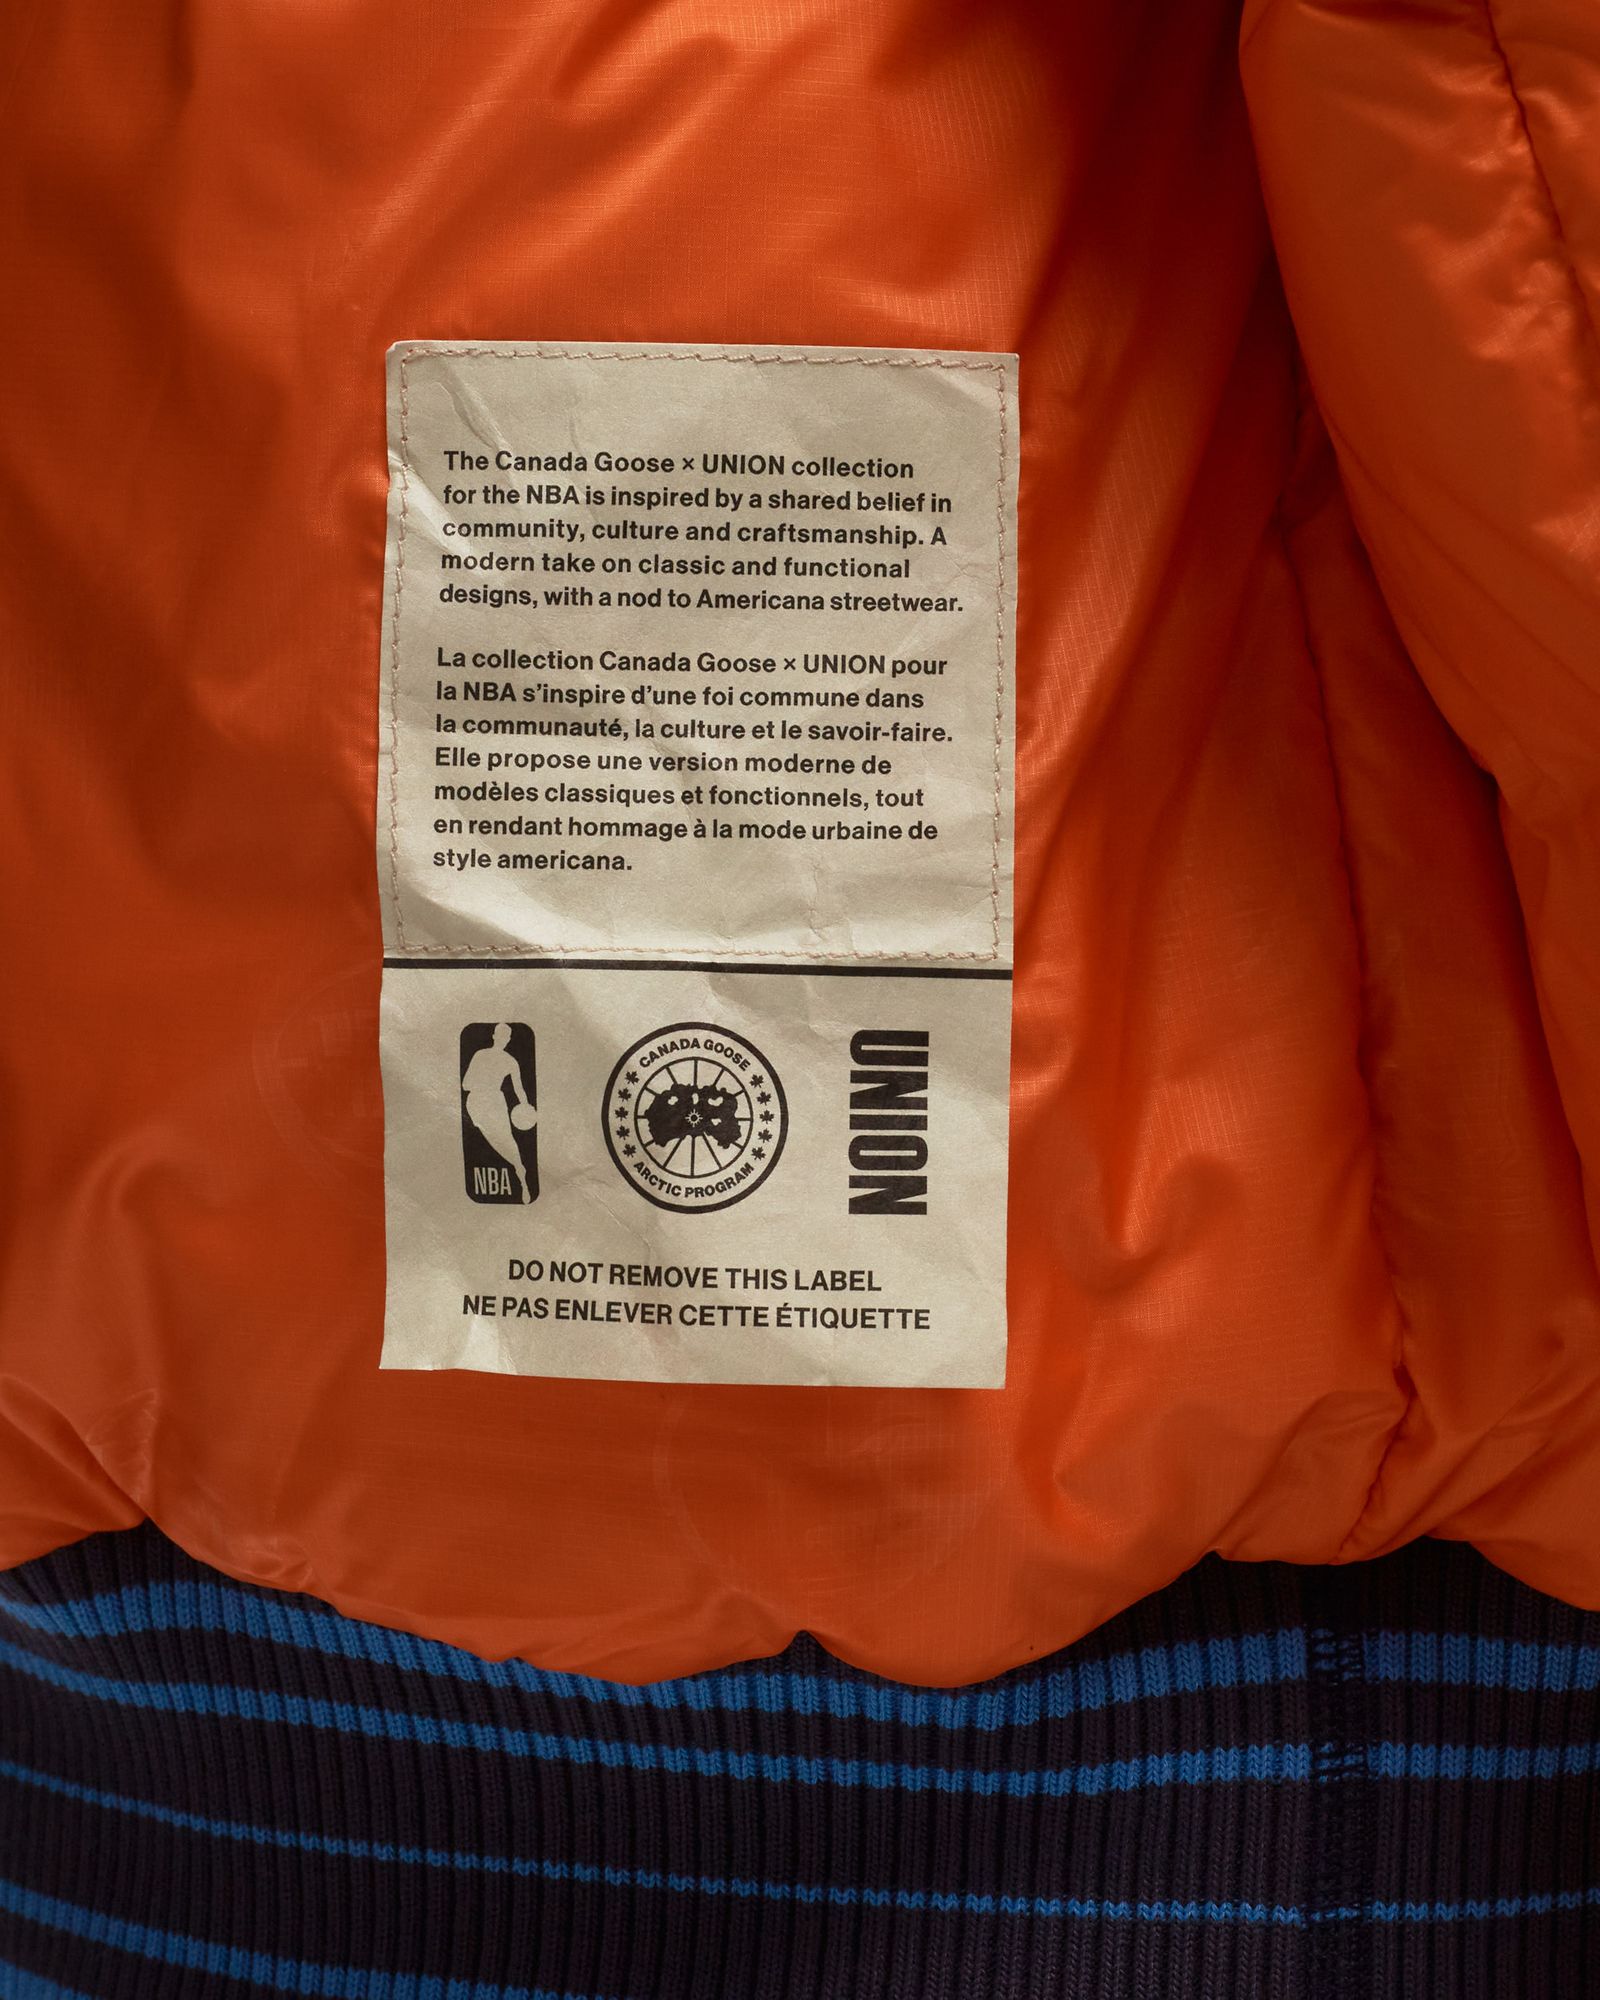 The Canada Goose × UNION collection
for the NBA is inspired by a shared belief in
community, culture and craftsmanship. A
modern take on classic and functional
designs, with a nod to Americana streetwear.
La collection Canada Goose × UNION pour
la NBA s’inspire d’une foi commune dans
la communauté, la culture et le savoir-faire.
Elle propose une version moderne de
modèles classiques et fonctionnels, tout
en rendant hommage à la mode urbaine de
style americana.
NBA
CANADA GOOSE
ARCTIC PROGRAM
UNION
DO NOT REMOVE THIS LABEL
NE PAS ENLEVER CETTE ÉTIQUETTE